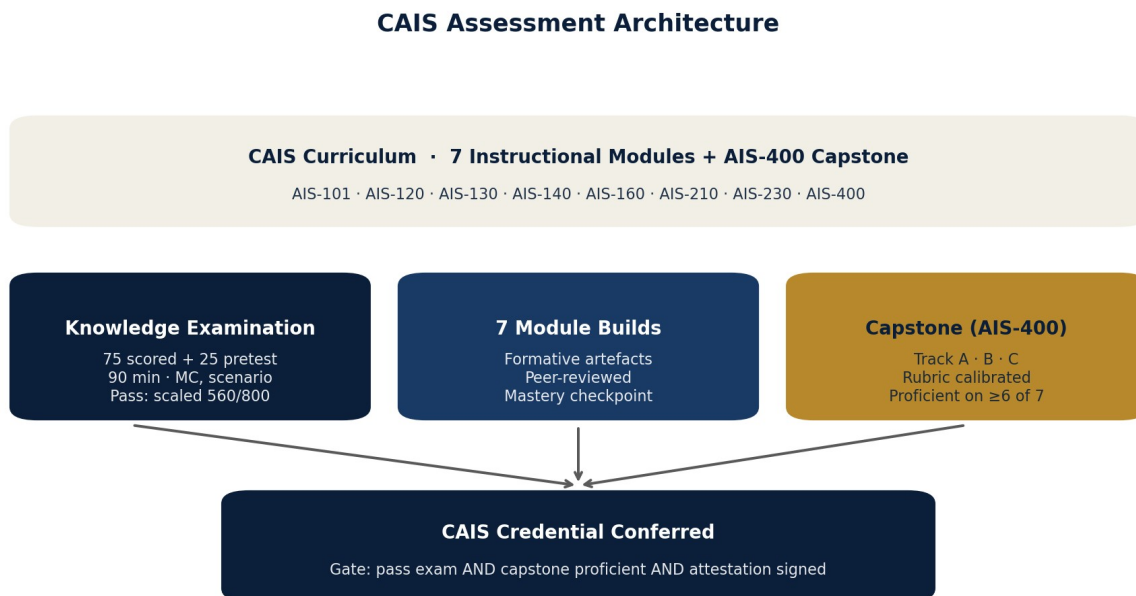 CAIS Assessment Architecture
CAIS Curriculum · 7 Instructional Modules + AIS-400 Capstone
AIS-101 · AIS-120 · AIS-130 · AIS-140 · AIS-160 · AIS-210 · AIS-230 · AIS-400
Knowledge Examination
75 scored + 25 pretest
90 min · MC, scenario
Pass: scaled 560/800
7 Module Builds
Formative artefacts
Peer-reviewed
Mastery checkpoint
Capstone (AIS-400)
Track A · B · C
Rubric calibrated
Proficient on ≥6 of 7
CAIS Credential Conferred
Gate: pass exam AND capstone proficient AND attestation signed